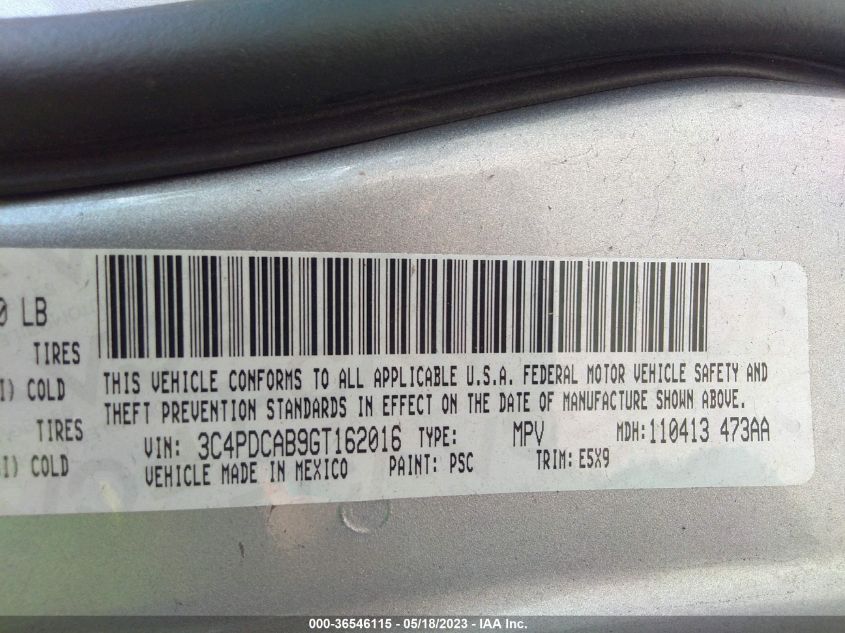 0 LB
TIRES
I) COLD
TIRES
I) COLD
THIS VEHICLE CONFORMS TO ALL APPLICABLE U.S.A. FEDERAL MOTOR VEHICLE SAFETY AND
THEFT PREVENTION STANDARDS IN EFFECT ON THE DATE OF MANUFACTURE SHOWN ABOVE.
VIN: 3C4PDCAB9GT162016 TYPE: MPV MDH:110413 473AA
VEHICLE MADE IN MEXICO PAINT: PSC TRIM: E5X9
000-36546115 - 05/18/2023 - IAA Inc.